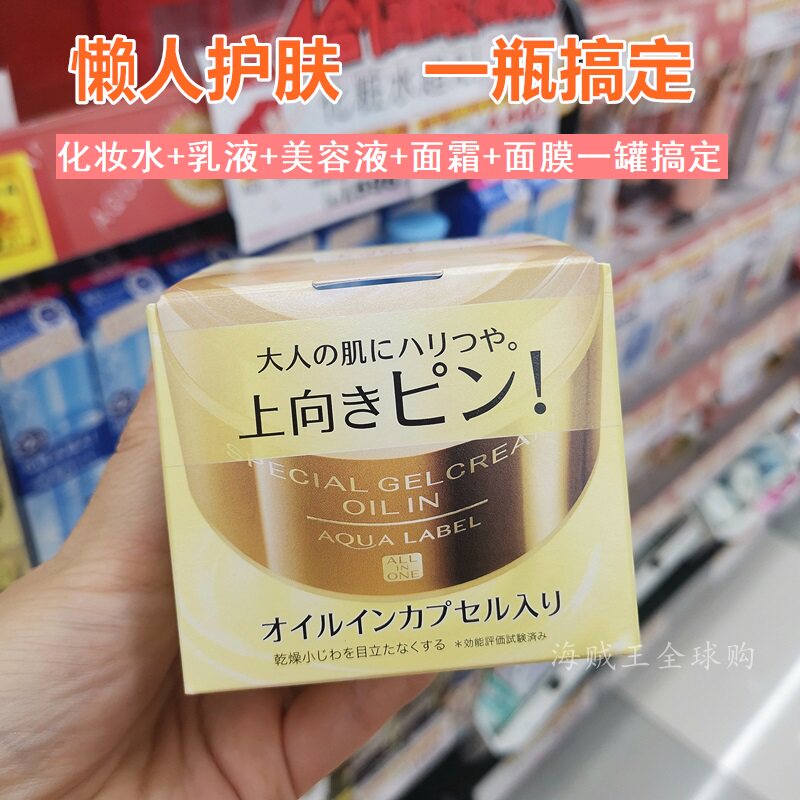 懒人护肤 一瓶搞定
化妆水+乳液+美容液+面霜+面膜一罐搞定
大人の肌にハリつや。
上向きピン!
SPECIAL GEL CREAM
OIL IN
AQUA LABEL
ALL
IN
ONE
オイルインカプセル入り
乾燥小じわを目立たなくする *効能評価試験済み
海贼王全球购